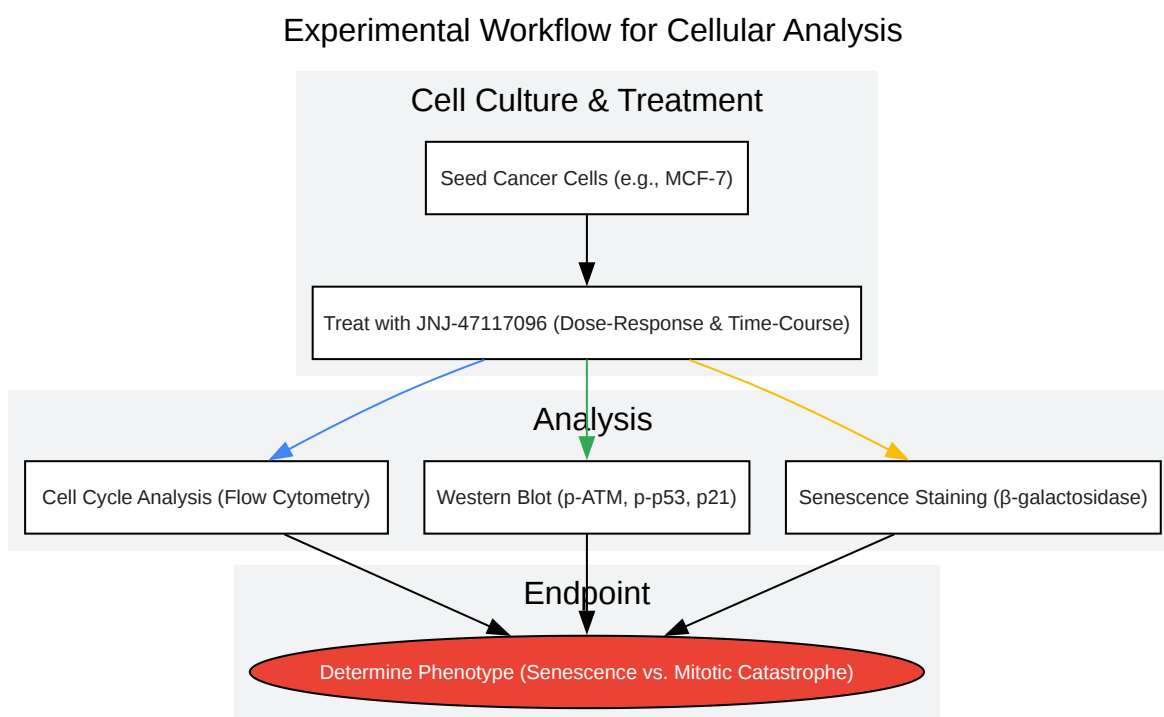 Experimental Workflow for Cellular Analysis
Cell Culture & Treatment
Seed Cancer Cells (e.g., MCF-7)
Treat with JNJ-47117096 (Dose-Response & Time-Course)
Analysis
Cell Cycle Analysis (Flow Cytometry)
Western Blot (p-ATM, p-p53, p21)
Senescence Staining (β-galactosidase)
Endpoint
Determine Phenotype (Senescence vs. Mitotic Catastrophe)